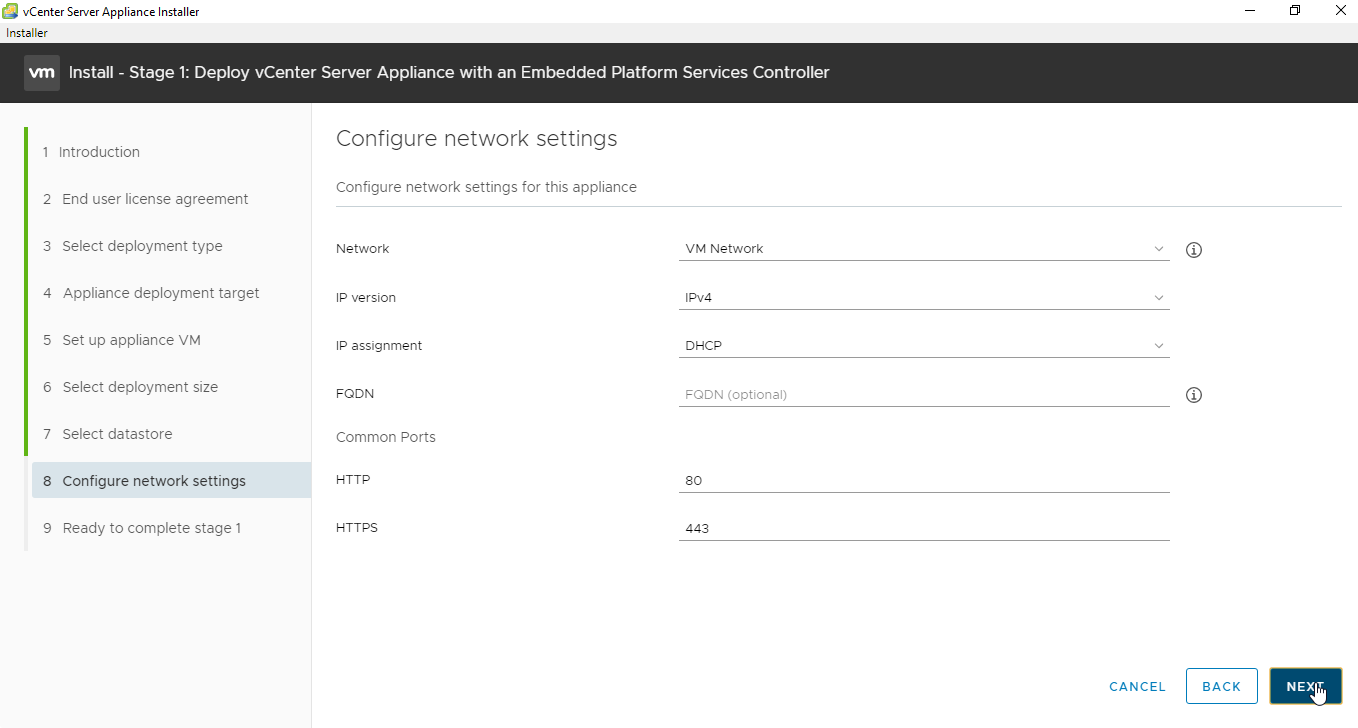 vCenter Server Appliance Installer
Installer
vm Install - Stage 1: Deploy vCenter Server Appliance with an Embedded Platform Services Controller
1 Introduction
2 End user license agreement
3 Select deployment type
4 Appliance deployment target
5 Set up appliance VM
6 Select deployment size
7 Select datastore
8 Configure network settings
9 Ready to complete stage 1
Configure network settings
Configure network settings for this appliance
Network VM Network
IP version IPv4
IP assignment DHCP
FQDN FQDN (optional)
Common Ports
HTTP 80
HTTPS 443
CANCEL BACK NEXT